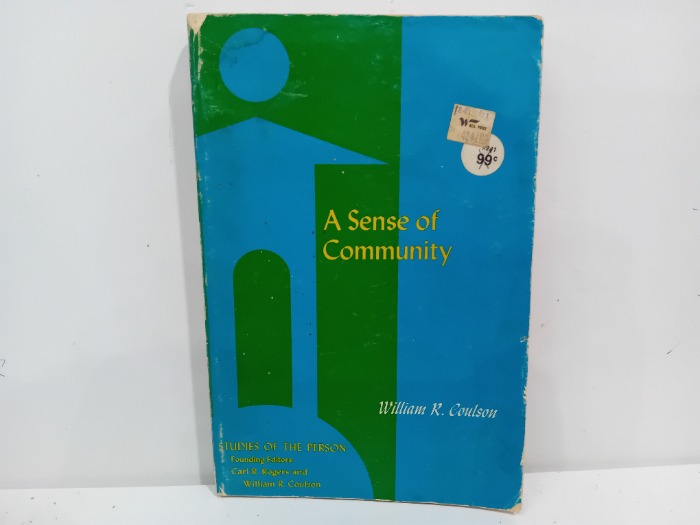 A Sense of
Community
99¢
William R. Coulson
STUDIES OF THE PERSON
Founding Editors
Carl R. Rogers and
William R. Coulson